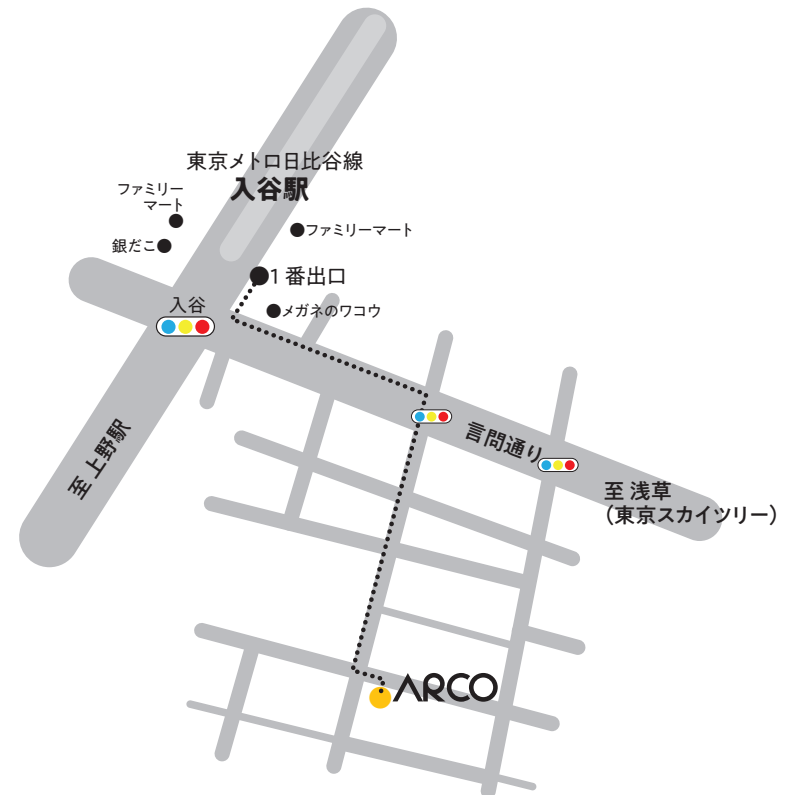 東京メトロ日比谷線
入谷駅
ファミリー
マート
銀だこ
ファミリーマート
1番出口
メガネのワコウ
入谷
至 上野駅
言問通り
至 浅草
（東京スカイツリー）
ARCO